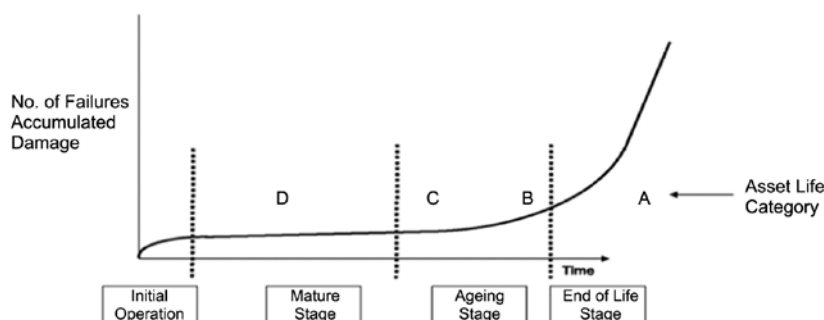 No. of Failures
Accumulated
Damage
D
C
B
A
Asset Life
Category
Time
Initial
Operation
Mature
Stage
Ageing
Stage
End of Life
Stage